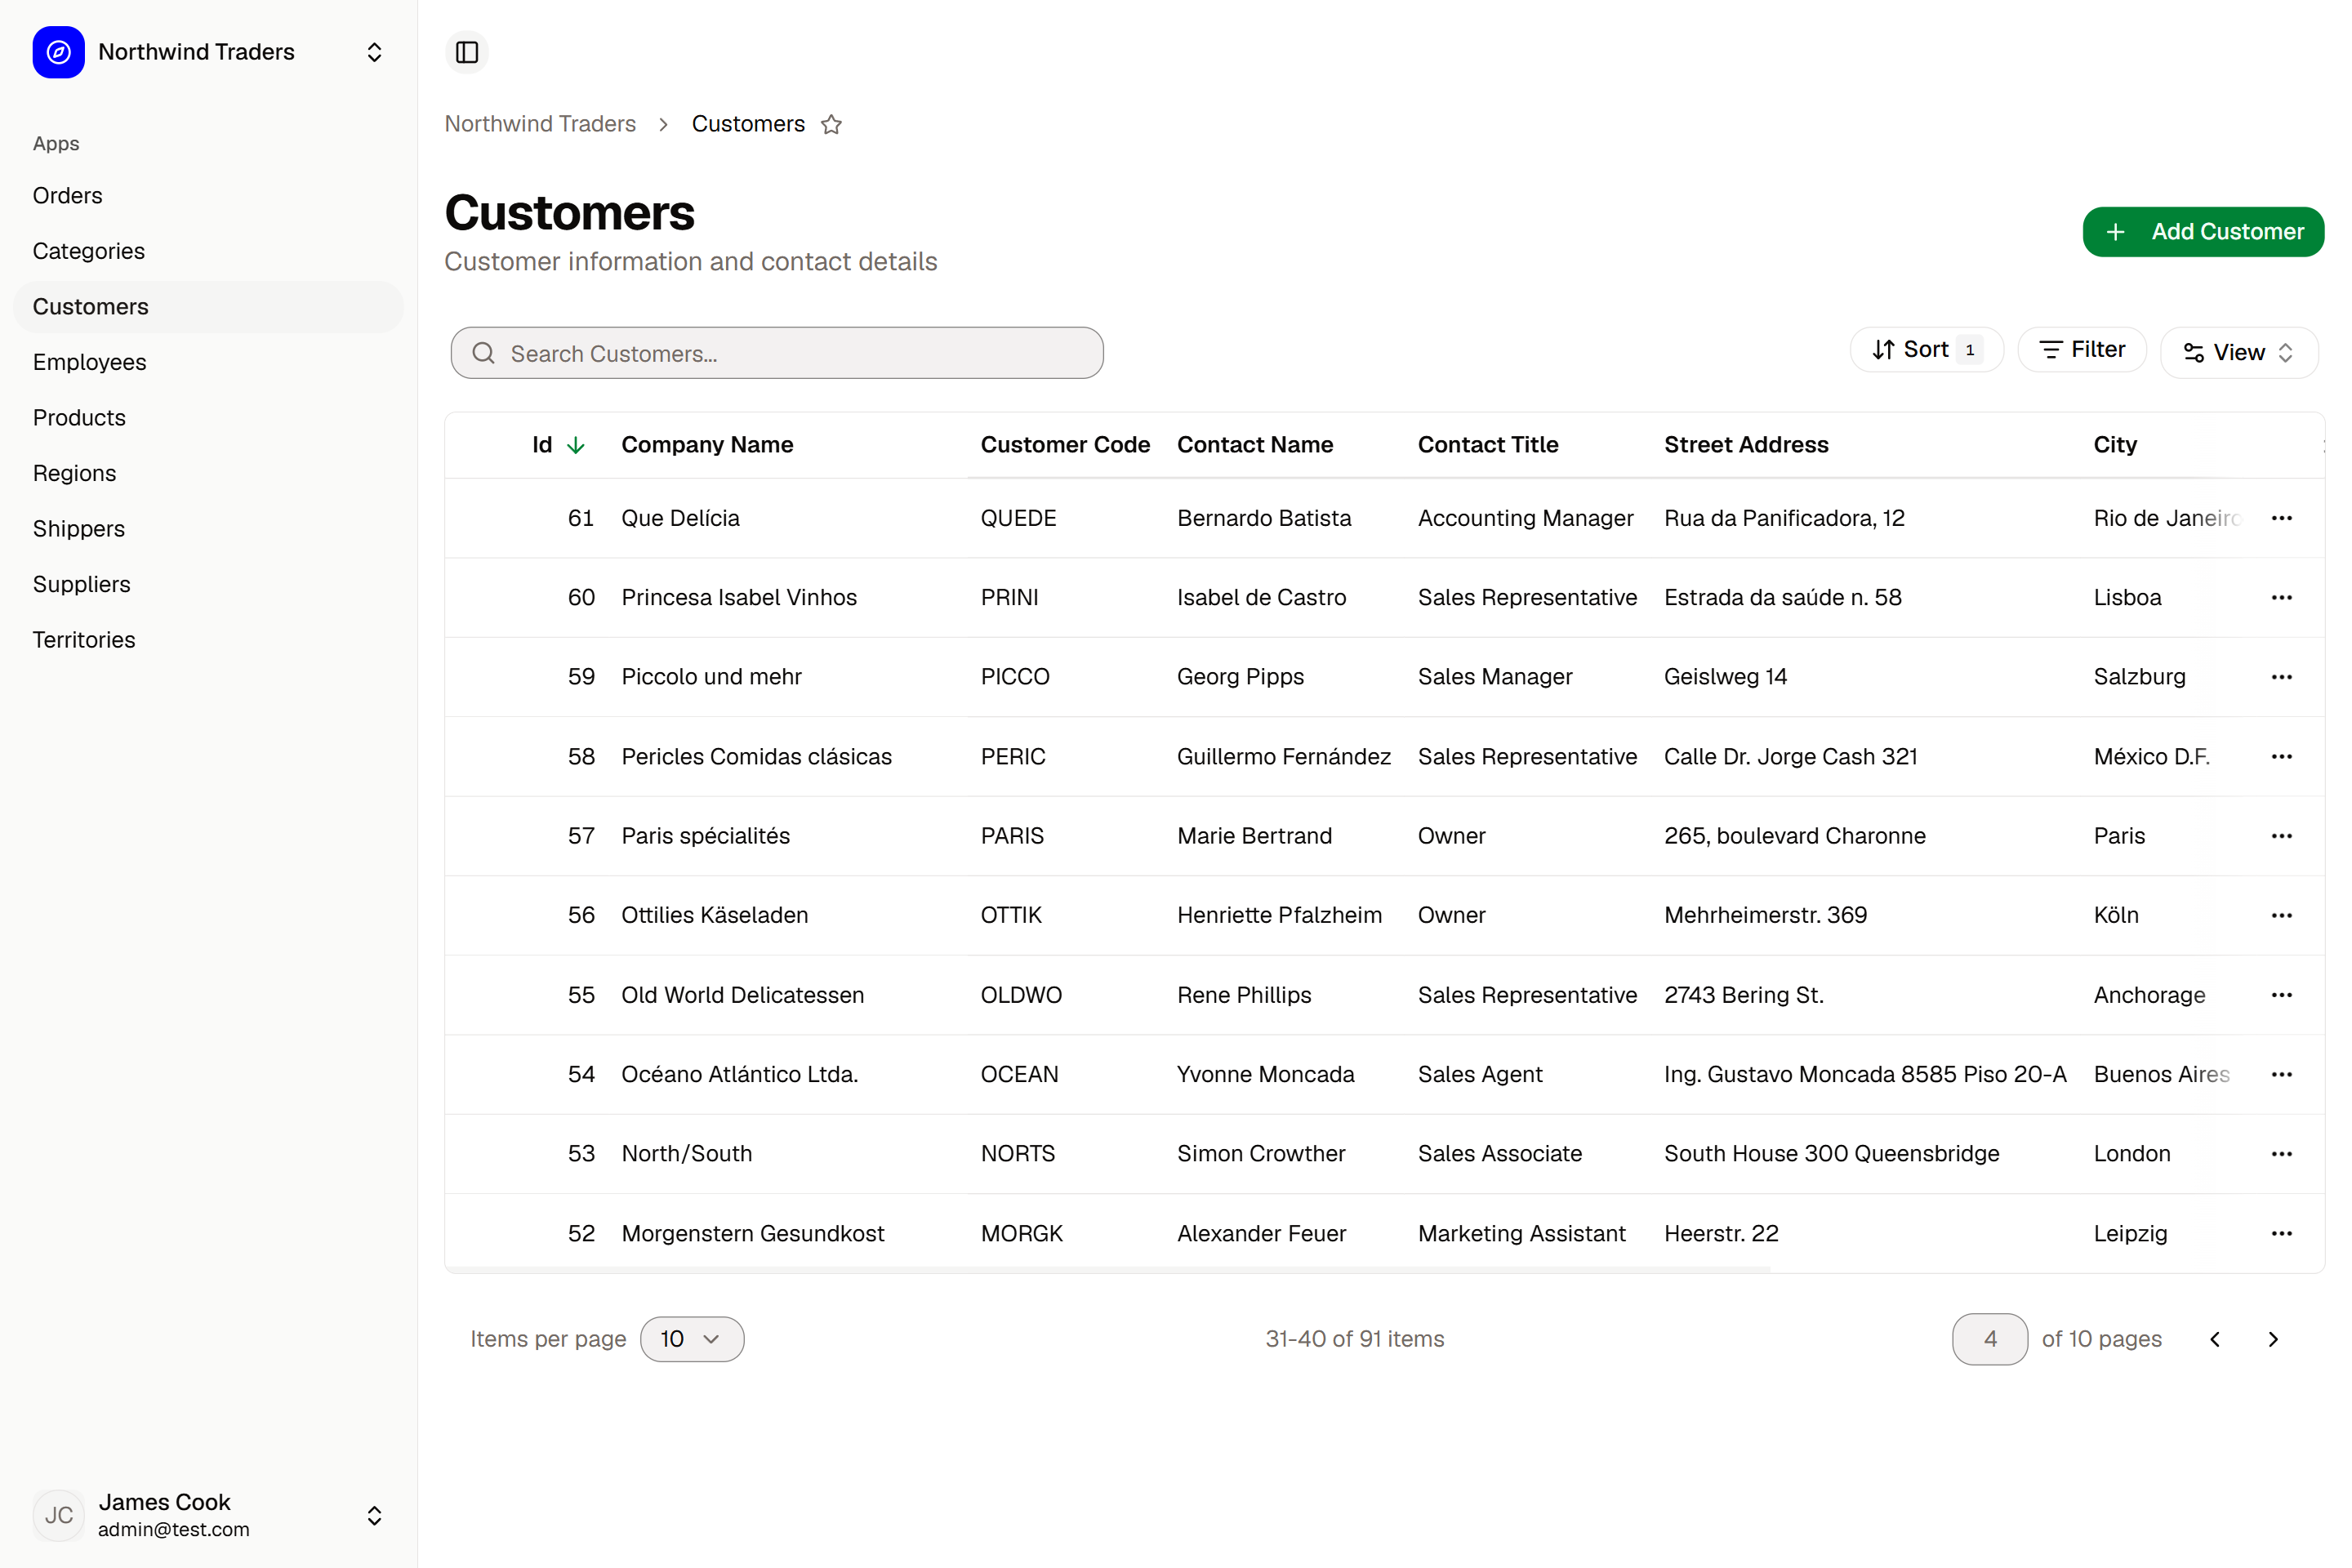 Northwind Traders
Apps
Orders
Categories
Customers
Employees
Products
Regions
Shippers
Suppliers
Territories
JC
James Cook
admin@test.com
Northwind Traders > Customers
Customers
Customer information and contact details
Add Customer
Search Customers...
Sort 1
Filter
View
Id Company Name Customer Code Contact Name Contact Title Street Address City
61 Que Delícia QUEDE Bernardo Batista Accounting Manager Rua da Panificadora, 12 Rio de Janeiro
60 Princesa Isabel Vinhos PRINI Isabel de Castro Sales Representative Estrada da saúde n. 58 Lisboa
59 Piccolo und mehr PICCO Georg Pipps Sales Manager Geislweg 14 Salzburg
58 Pericles Comidas clásicas PERIC Guillermo Fernández Sales Representative Calle Dr. Jorge Cash 321 México D.F.
57 Paris spécialités PARIS Marie Bertrand Owner 265, boulevard Charonne Paris
56 Ottilies Käseladen OTTIK Henriette Pfalzheim Owner Mehrheimerstr. 369 Köln
55 Old World Delicatessen OLDWO Rene Phillips Sales Representative 2743 Bering St. Anchorage
54 Océano Atlántico Ltda. OCEAN Yvonne Moncada Sales Agent Ing. Gustavo Moncada 8585 Piso 20-A Buenos Aires
53 North/South NORTS Simon Crowther Sales Associate South House 300 Queensbridge London
52 Morgenstern Gesundkost MORGK Alexander Feuer Marketing Assistant Heerstr. 22 Leipzig
Items per page 10
31-40 of 91 items
4 of 10 pages